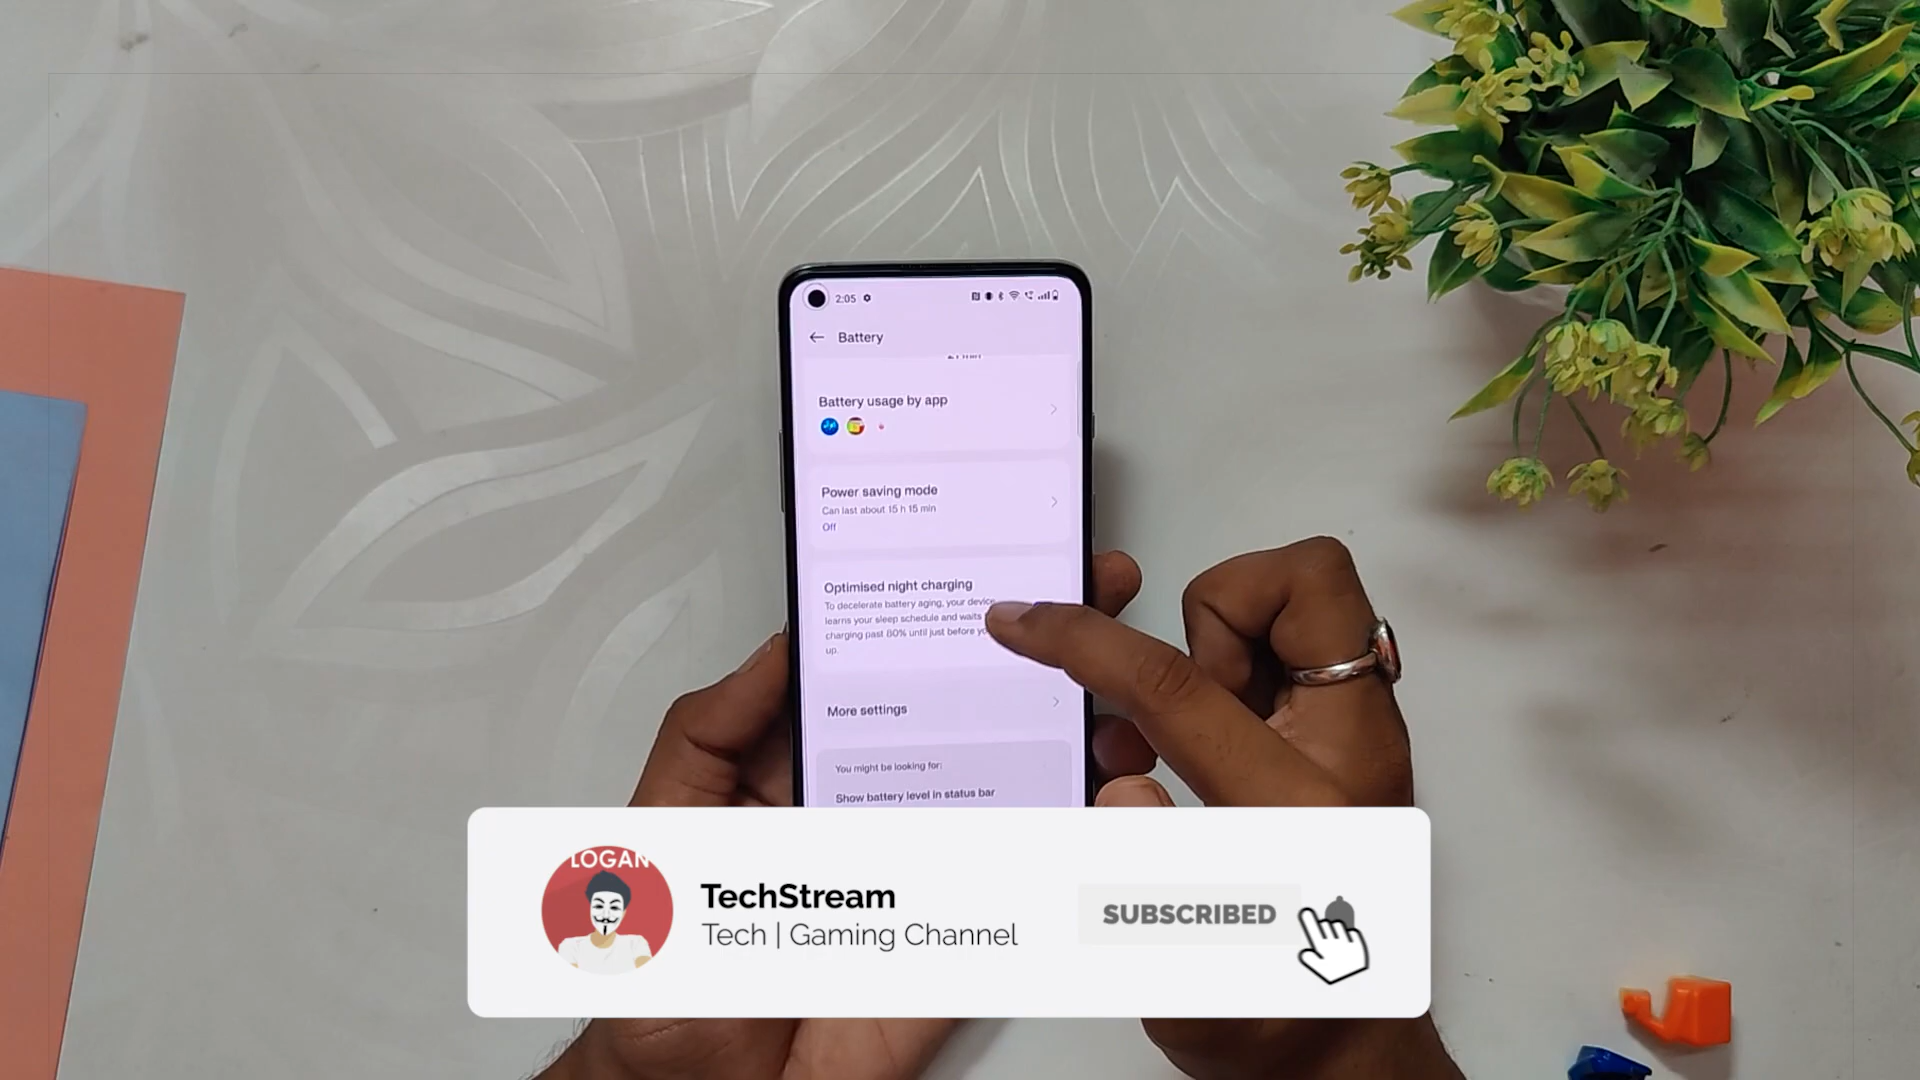 2:05
Battery
Battery usage by app
Power saving mode
Can last about 15 h 15 min
Off
Optimised night charging
To decelerate battery aging, your device
learns your sleep schedule and waits
charging past 80% until just before
up.
More settings
You might be looking for:
Show battery level in status bar
LOGAN
TechStream
Tech | Gaming Channel
SUBSCRIBED